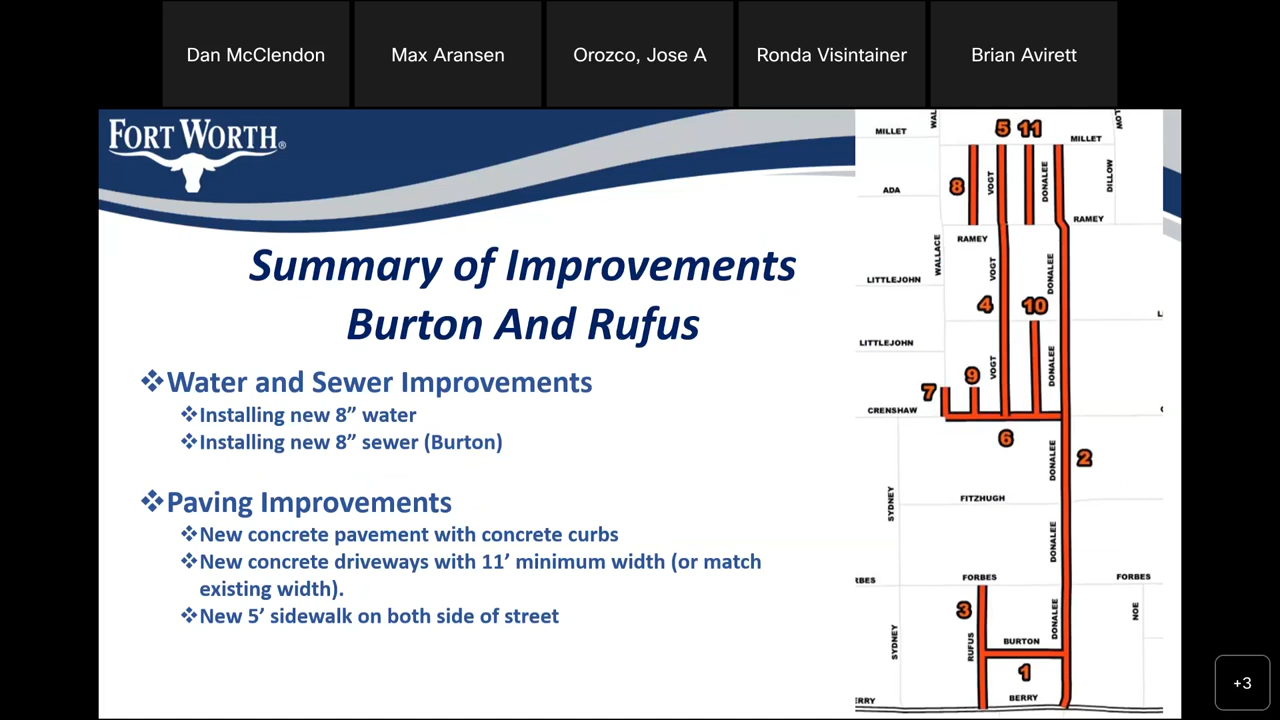 Dan McClendon
Max Aransen
Orozco, Jose A
Ronda Visintainer
Brian Avirett
FORT WORTH®
Summary of Improvements
Burton And Rufus
❖Water and Sewer Improvements
❖Installing new 8” water
❖Installing new 8” sewer (Burton)
❖Paving Improvements
❖New concrete pavement with concrete curbs
❖New concrete driveways with 11’ minimum width (or match
existing width).
❖New 5’ sidewalk on both side of street
5 11
MILLET
MILLET
WAL
LOW
8
VOGT
DONALEE
DILLOW
ADA
RAMEY
RAMEY
WALLACE
VOGT
DONALEE
LITTLEJOHN
4
10
LITTLEJOHN
VOGT
DONALEE
7
9
CRENSHAW
6
2
DONALEE
SYDNEY
FITZHUGH
DONALEE
RBES
FORBES
FORBES
3
DONALEE
NOE
SYDNEY
RUFUS
BURTON
1
ERRY
BERRY
+3